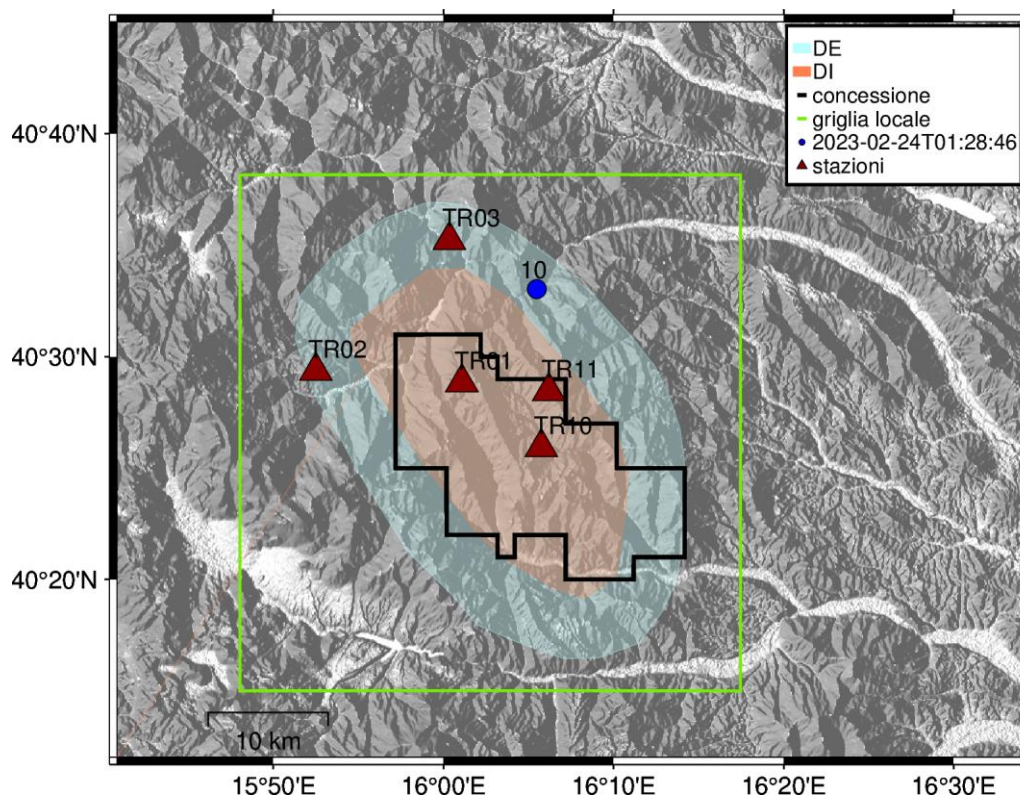 DE
DI
concessione
griglia locale
2023-02-24T01:28:46
stazioni
40°40'N
TR03
10
40°30'N
TR02
TR01
TR11
TR10
40°20'N
10 km
15°50'E
16°00'E
16°10'E
16°20'E
16°30'E